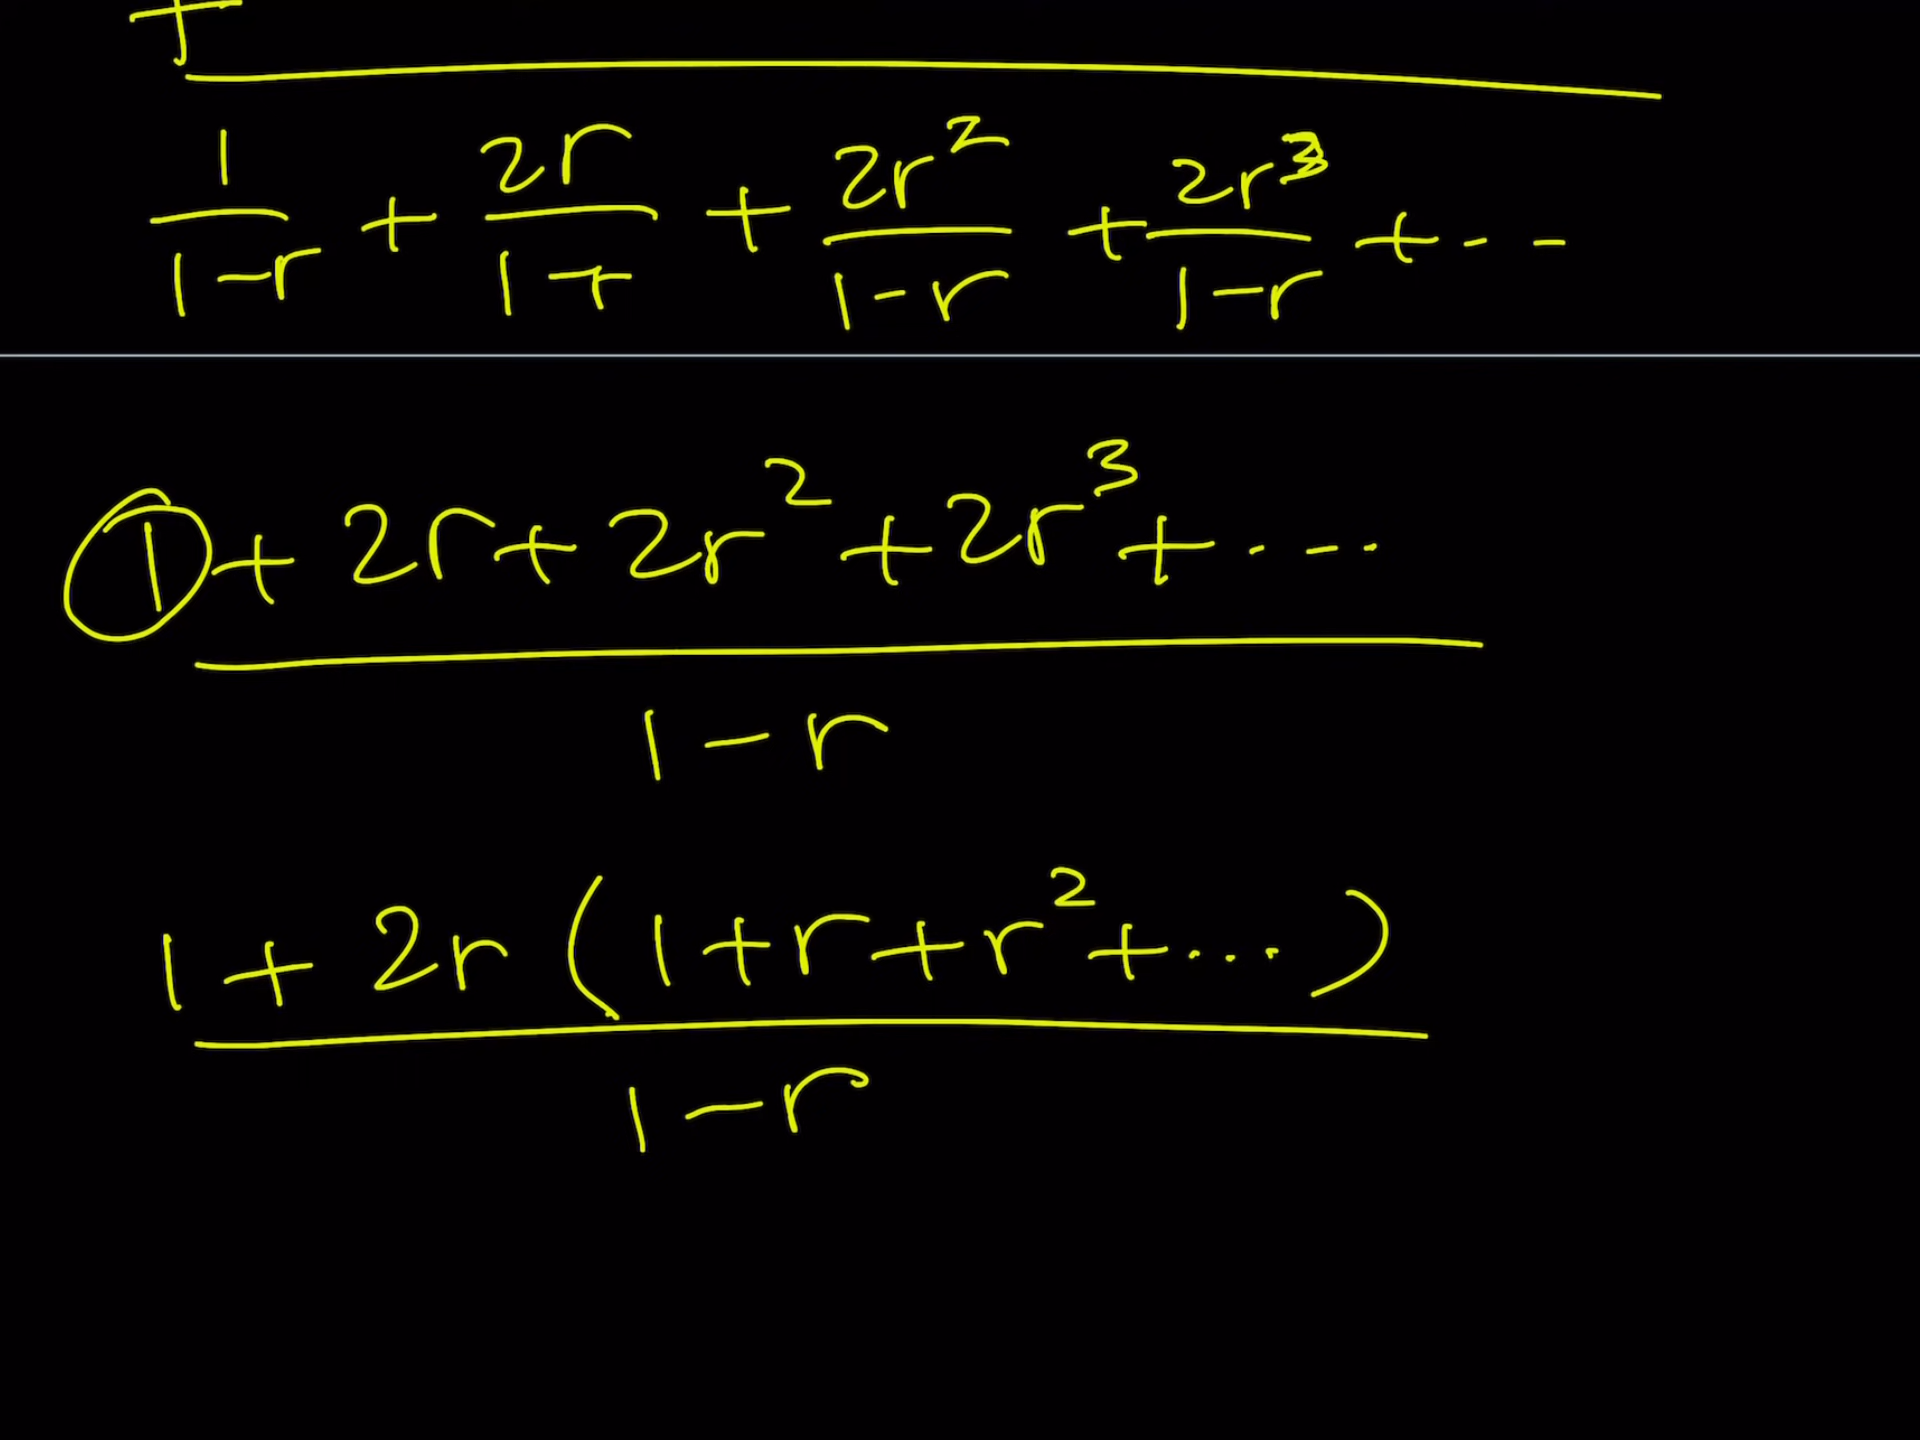 +
1/(1-r) + 2r/(1-r) + 2r²/(1-r) + 2r³/(1-r) + ...
1 + 2r + 2r² + 2r³ + ....
1-r
1 + 2r (1 + r + r² + ...)
1-r